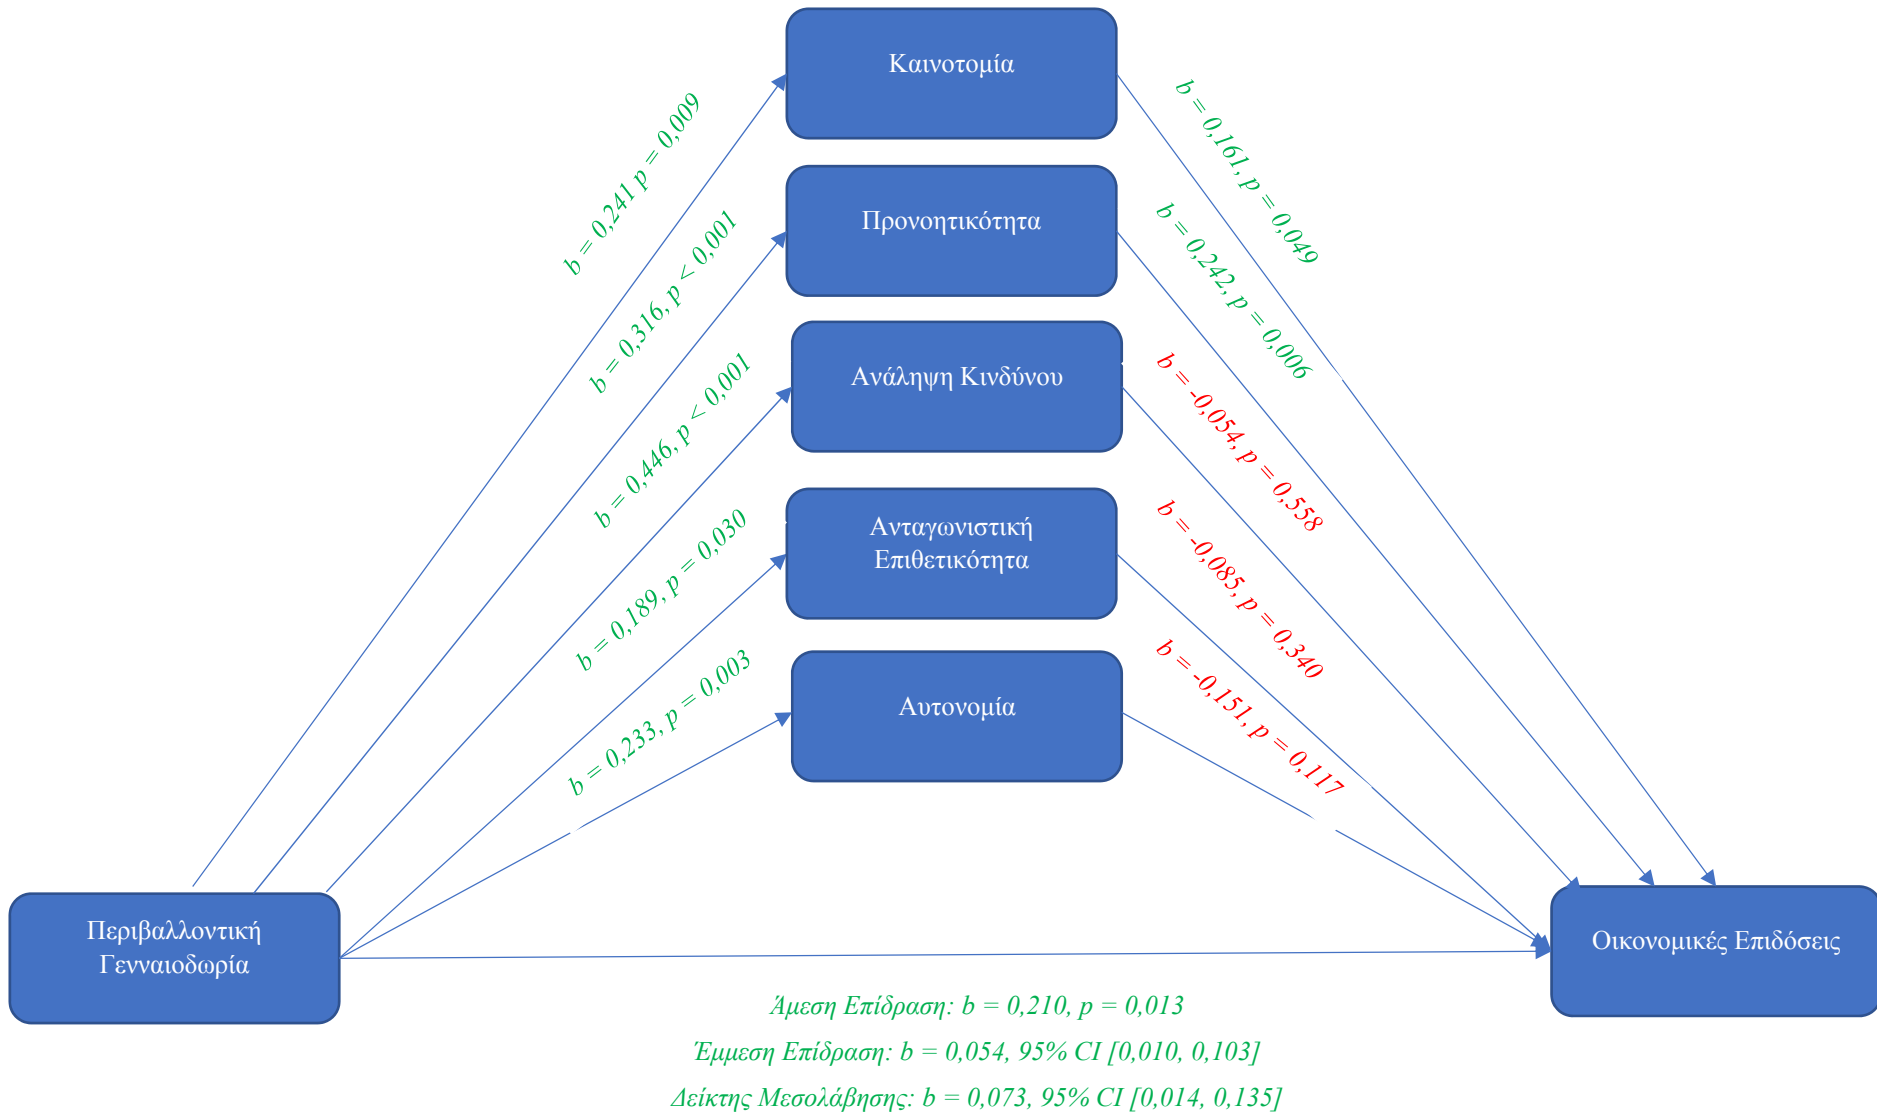 Καινοτομία
b = 0,241 p = 0,009
b = 0,161, p = 0,049
Προνοητικότητα
b = 0,316, p < 0,001
b = 0,242, p = 0,006
Ανάληψη Κινδύνου
b = 0,446, p < 0,001
b = -0,054, p = 0,558
Ανταγωνιστική
Επιθετικότητα
b = 0,189, p = 0,030
b = -0,085, p = 0,340
Αυτονομία
b = 0,233, p = 0,003
b = -0,151, p = 0,117
Περιβαλλοντική
Γενναιοδωρία
Οικονομικές Επιδόσεις
Άμεση Επίδραση: b = 0,210, p = 0,013
Έμμεση Επίδραση: b = 0,054, 95% CI [0,010, 0,103]
Δείκτης Μεσολάβησης: b = 0,073, 95% CI [0,014, 0,135]